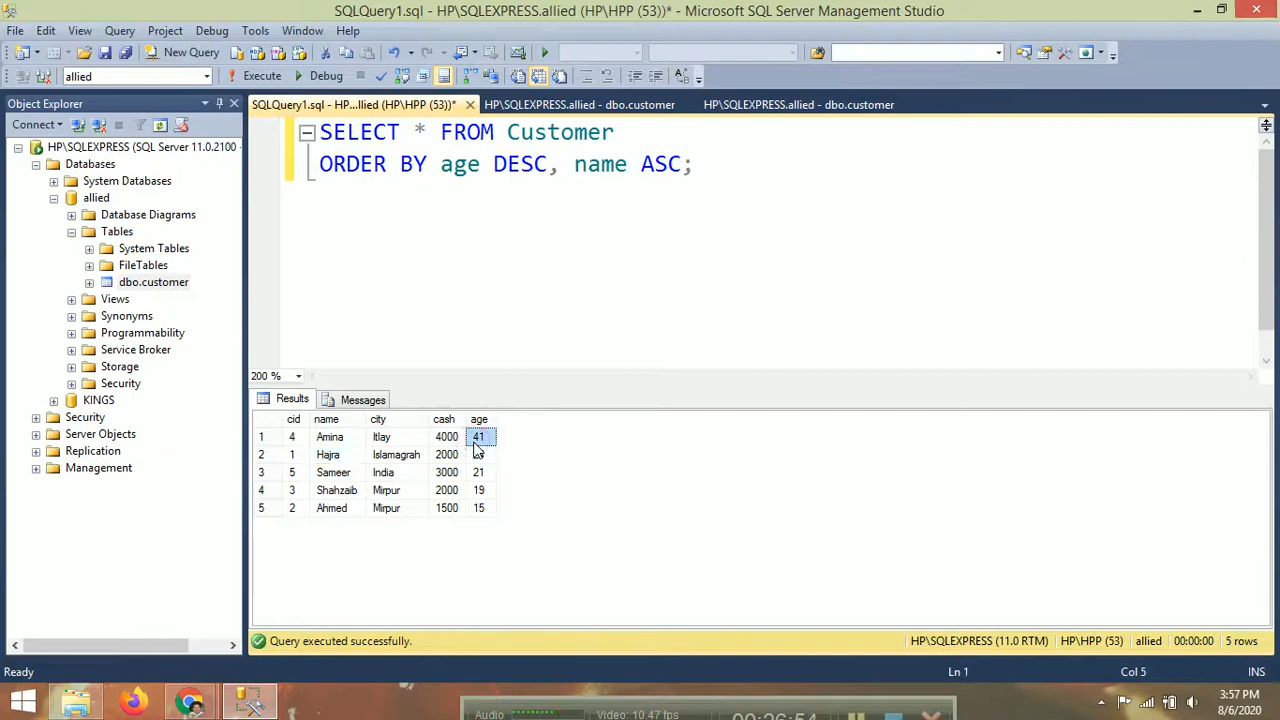 SQLQuery1.sql - HP\SQLEXPRESS.allied (HP\HPP (53))* - Microsoft SQL Server Management Studio
File Edit View Query Project Debug Tools Window Help
New Query
allied Execute Debug
Object Explorer
SQLQuery1.sql - HP...llied (HP\HPP (53))* HP\SQLEXPRESS.allied - dbo.customer HP\SQLEXPRESS.allied - dbo.customer
Connect
HP\SQLEXPRESS (SQL Server 11.0.2100 -
Databases
System Databases
allied
Database Diagrams
Tables
System Tables
FileTables
dbo.customer
Views
Synonyms
Programmability
Service Broker
Storage
Security
KINGS
Security
Server Objects
Replication
Management
SELECT * FROM Customer
ORDER BY age DESC, name ASC;
200 %
Results Messages
cid name city cash age
1 4 Amina Itlay 4000 41
2 1 Hajra Islamagrah 2000
3 5 Sameer India 3000 21
4 3 Shahzaib Mirpur 2000 19
5 2 Ahmed Mirpur 1500 15
Query executed successfully. HP\SQLEXPRESS (11.0 RTM) HP\HPP (53) allied 00:00:00 5 rows
Ready Ln 1 Col 5 INS
3:57 PM
8/6/2020
Audio Video: 10.47 fps 00:26:54